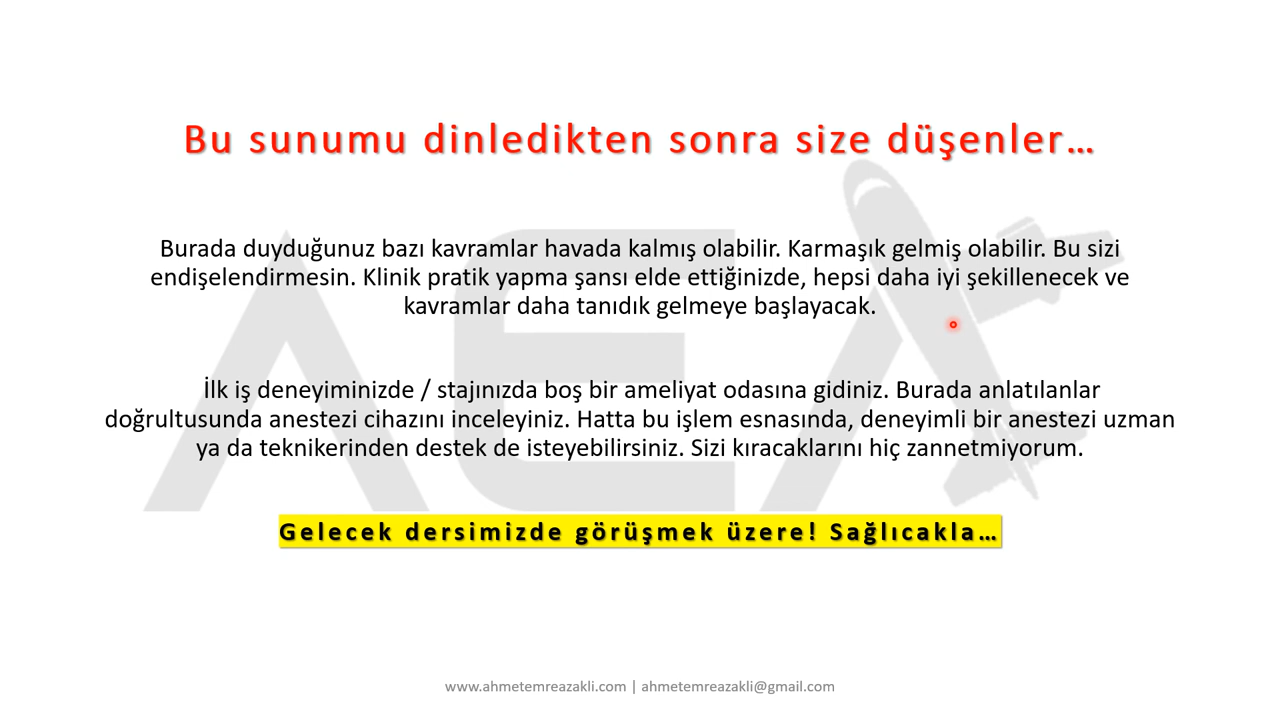 Bu sunumu dinledikten sonra size düşenler…
Burada duyduğunuz bazı kavramlar havada kalmış olabilir. Karmaşık gelmiş olabilir. Bu sizi
endişelendirmesin. Klinik pratik yapma şansı elde ettiğinizde, hepsi daha iyi şekillenecek ve
kavramlar daha tanıdık gelmeye başlayacak.
İlk iş deneyiminizde / stajınızda boş bir ameliyat odasına gidiniz. Burada anlatılanlar
doğrultusunda anestezi cihazını inceleyiniz. Hatta bu işlem esnasında, deneyimli bir anestezi uzman
ya da teknikerinden destek de isteyebilirsiniz. Sizi kıracaklarını hiç zannetmiyorum.
Gelecek dersimizde görüşmek üzere! Sağlıcakla…
www.ahmetemreazakli.com | ahmetemreazakli@gmail.com
AEA